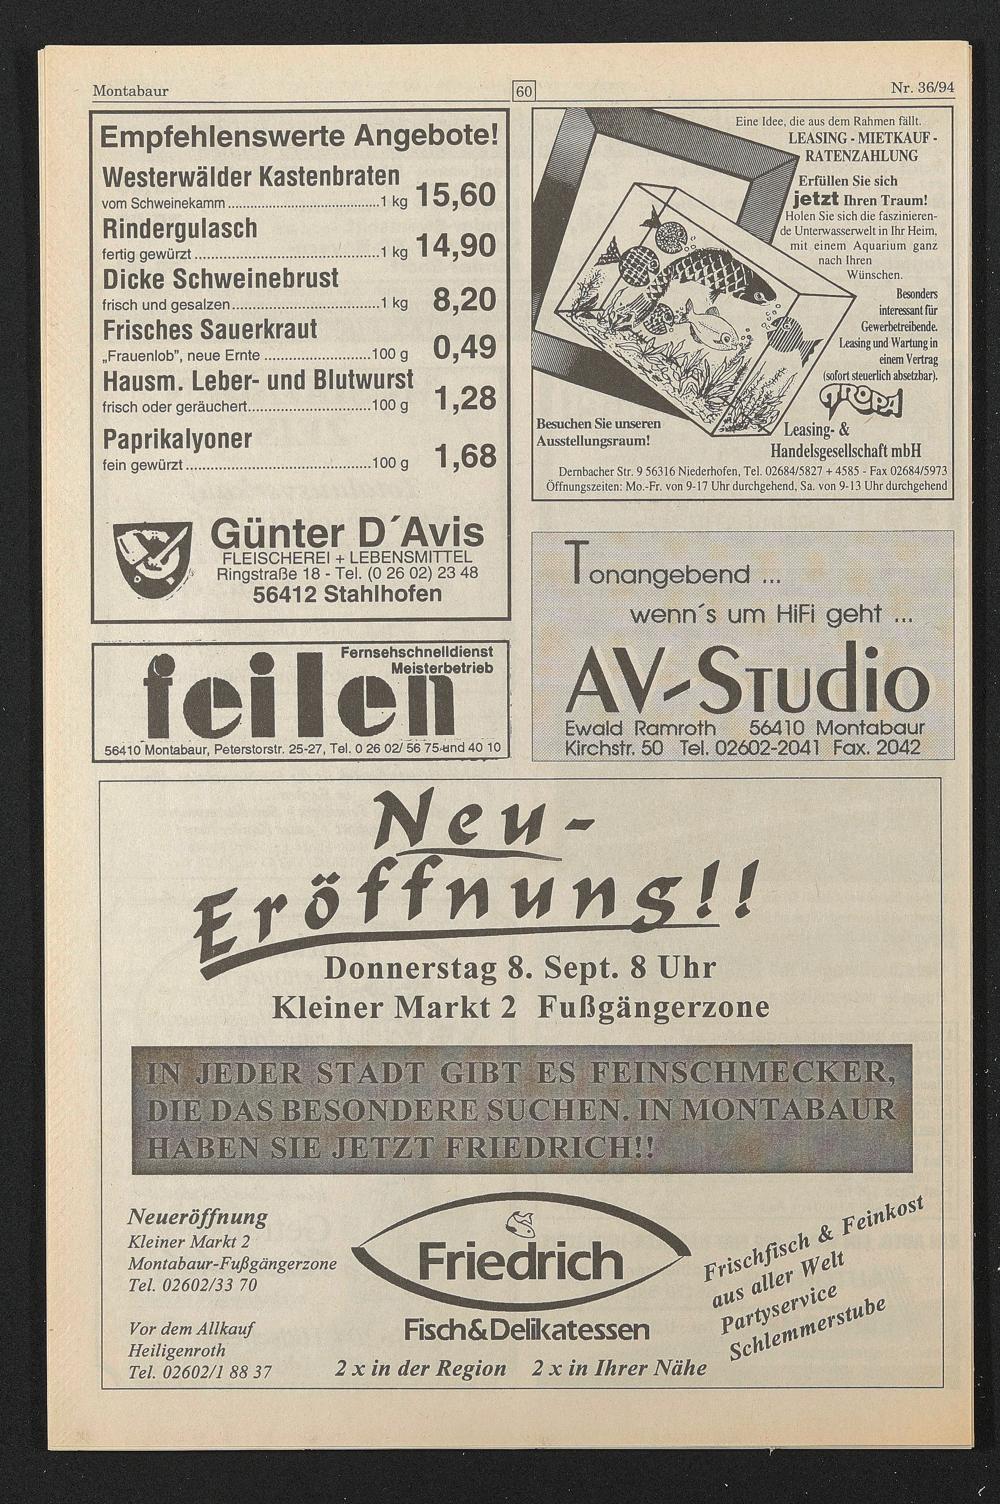 Montabaur
60
Nr. 36/94
Empfehlenswerte Angebote!
Westerwälder Kastenbraten
vom Schweinekamm ........ 1 kg 15,60
Rindergulasch
fertig gewürzt ........ 1 kg 14,90
Dicke Schweinebrust
frisch und gesalzen ........ 1 kg 8,20
Frisches Sauerkraut
„Frauenlob", neue Ernte ........ 100 g 0,49
Hausm. Leber- und Blutwurst
frisch oder geräuchert ........ 100 g 1,28
Paprikalyoner
fein gewürzt ........ 100 g 1,68
Günter D´Avis
FLEISCHEREI + LEBENSMITTEL
Ringstraße 18 - Tel. (0 26 02) 23 48
56412 Stahlhofen
Eine Idee, die aus dem Rahmen fällt.
LEASING - MIETKAUF -
RATENZAHLUNG
Erfüllen Sie sich
jetzt Ihren Traum!
Holen Sie sich die faszinieren-
de Unterwasserwelt in Ihr Heim,
mit einem Aquarium ganz
nach Ihren
Wünschen.
Besonders
interessant für
Gewerbetreibende.
Leasing und Wartung in
einem Vertrag
(sofort steuerlich absetzbar).
ATROPA
Besuchen Sie unseren
Ausstellungsraum!
Leasing- &
Handelsgesellschaft mbH
Dernbacher Str. 9 56316 Niederhofen, Tel. 02684/5827 + 4585 - Fax 02684/5973
Öffnungszeiten: Mo.-Fr. von 9-17 Uhr durchgehend, Sa. von 9-13 Uhr durchgehend
Fernsehschnelldienst
Meisterbetrieb
feilen
56410 Montabaur, Peterstorstr. 25-27, Tel. 0 26 02/ 56 75 und 40 10
Tonangebend ...
wenn´s um HiFi geht ...
AV-Studio
Ewald Ramroth 56410 Montabaur
Kirchstr. 50 Tel. 02602-2041 Fax. 2042
Neu-
Eröffnung!!
Donnerstag 8. Sept. 8 Uhr
Kleiner Markt 2 Fußgängerzone
IN JEDER STADT GIBT ES FEINSCHMECKER,
DIE DAS BESONDERE SUCHEN. IN MONTABAUR
HABEN SIE JETZT FRIEDRICH!!
Neueröffnung
Kleiner Markt 2
Montabaur-Fußgängerzone
Tel. 02602/33 70
Vor dem Allkauf
Heiligenroth
Tel. 02602/1 88 37
Friedrich
Fisch&Delikatessen
2 x in der Region 2 x in Ihrer Nähe
Frischfisch & Feinkost
aus aller Welt
Partyservice
Schlemmerstube